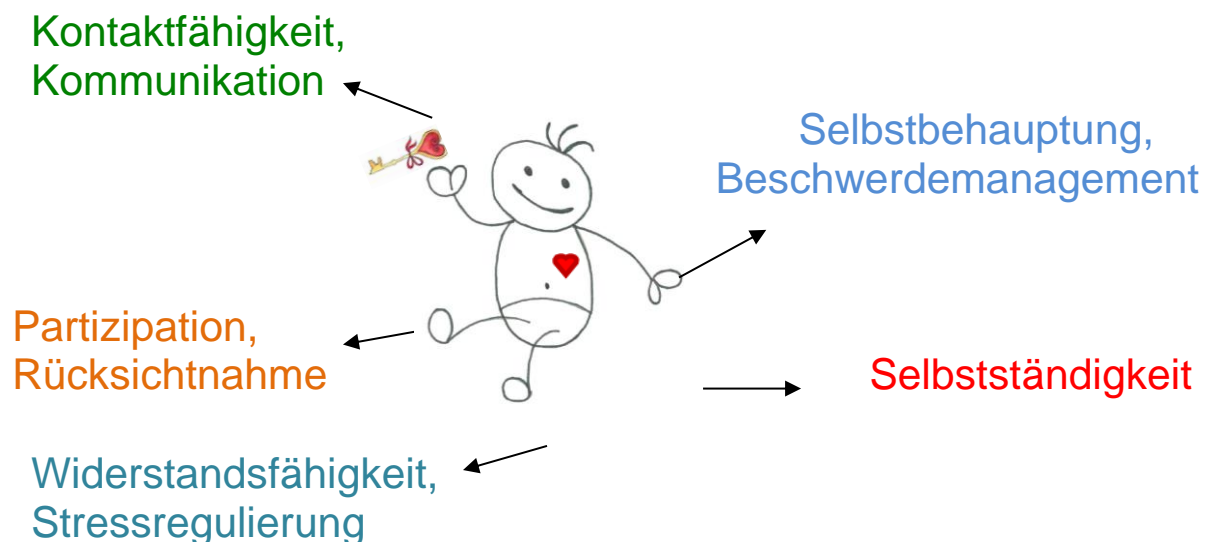 Kontaktfähigkeit,
Kommunikation
Selbstbehauptung,
Beschwerdemanagement
Partizipation,
Rücksichtnahme
Selbstständigkeit
Widerstandsfähigkeit,
Stressregulierung